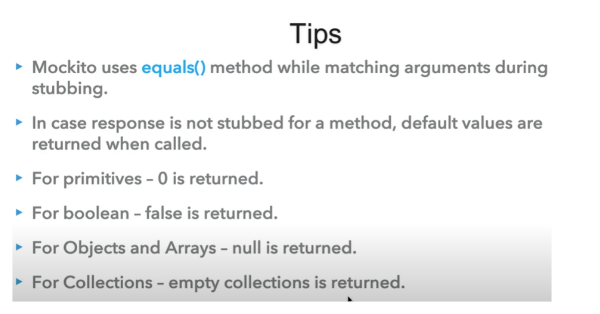 Tips
▸ Mockito uses equals() method while matching arguments during
stubbing.
▸ In case response is not stubbed for a method, default values are
returned when called.
▸ For primitives – 0 is returned.
▸ For boolean – false is returned.
▸ For Objects and Arrays – null is returned.
▸ For Collections – empty collections is returned.